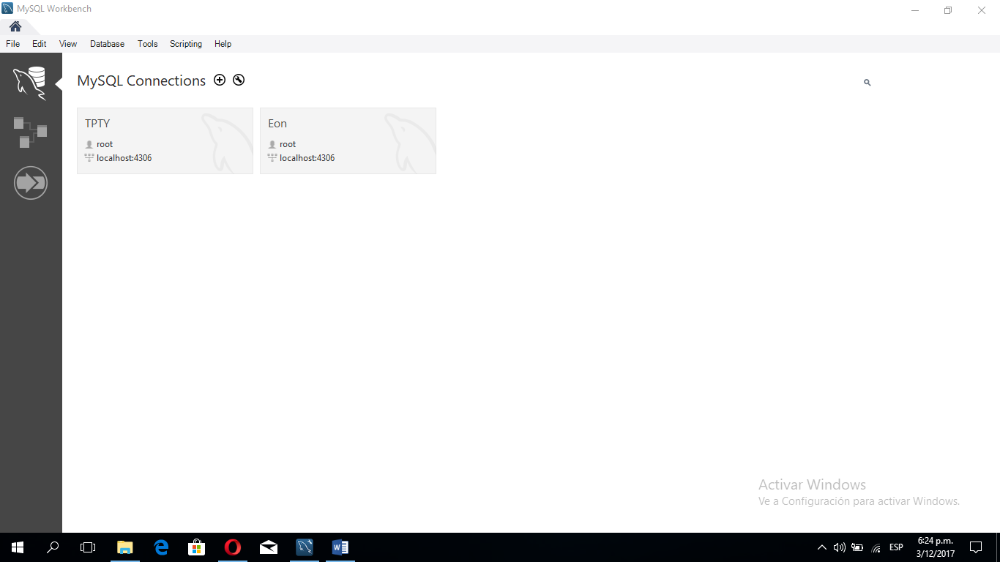 MySQL Workbench
File Edit View Database Tools Scripting Help
MySQL Connections
TPTY
root
localhost:4306
Eon
root
localhost:4306
Activar Windows
Ve a Configuración para activar Windows.
ESP
6:24 p.m.
3/12/2017